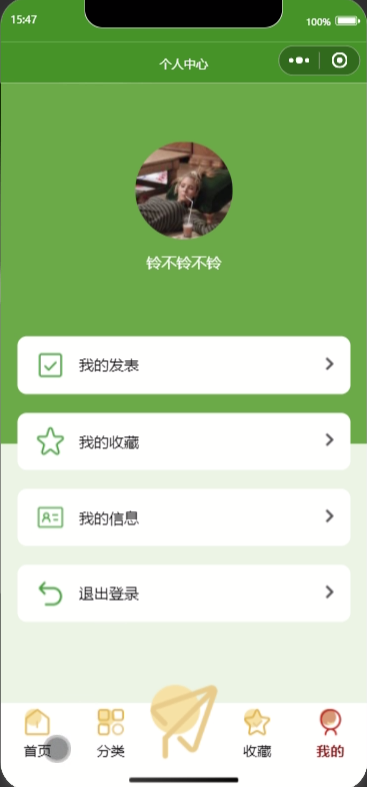 15:47
100%
个人中心
铃不铃不铃
我的发表
我的收藏
我的信息
退出登录
首页
分类
收藏
我的